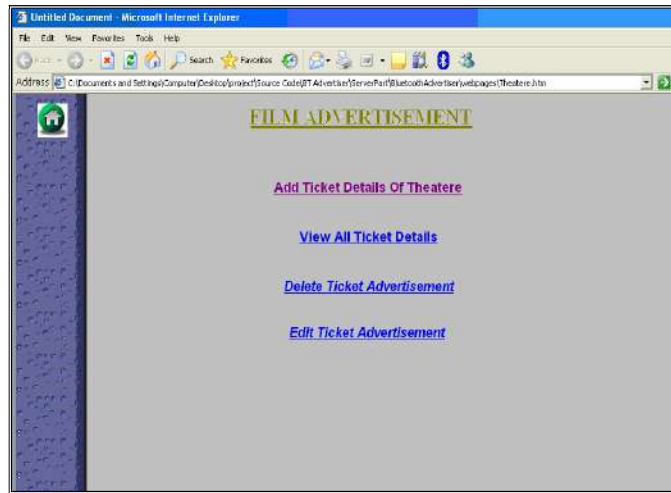 Untitled Document - Microsoft Internet Explorer
File Edit View Favorites Tools Help
Back Search Favorites
Address C:\Documents and Settings\Computer\Desktop\project\Source Code\BT Advertiser\ServerPart\BluetoothAdvertiser\webpages\Theatere.htm
FILM ADVERTISEMENT
Add Ticket Details Of Theatere
View All Ticket Details
Delete Ticket Advertisement
Edit Ticket Advertisement